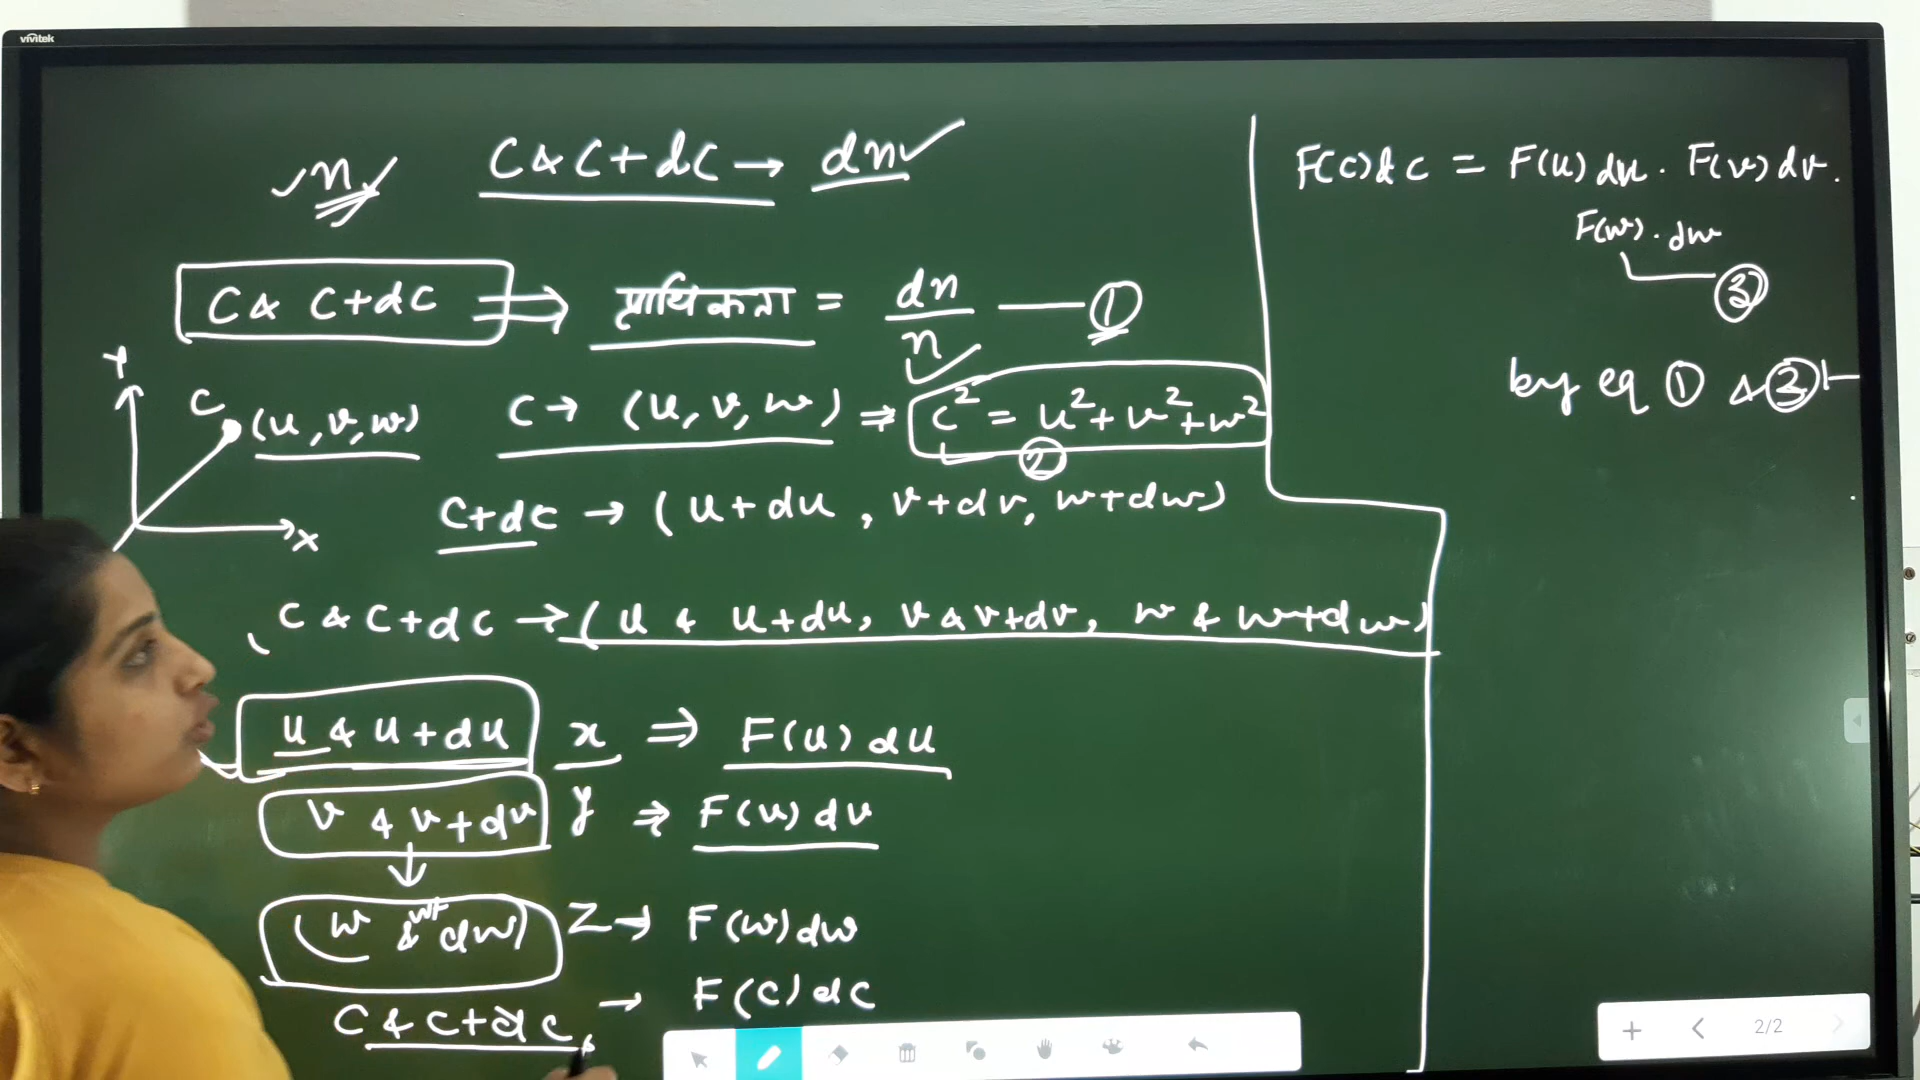 vivitek
n C & C+dC → dn
C & C+dC ⇒ प्रायिकता = dn/n — ①
Y
C (u, v, w)
X
C → (u, v, w) ⇒ c² = u² + v² + w²
②
C+dc → (u+du, v+dv, w+dw)
C & C+dC → (u & u+du, v & v+dv, w & w+dw)
u & u+du x ⇒ F(u) du
v & v+dv y ⇒ F(v) dv
(w & w+ dw) Z → F(w) dw
C & C+dC → F(C) dC
F(c)dc = F(u) du . F(v) dv .
F(w) . dw
③
by eq ① & ③ ⊢
2/2